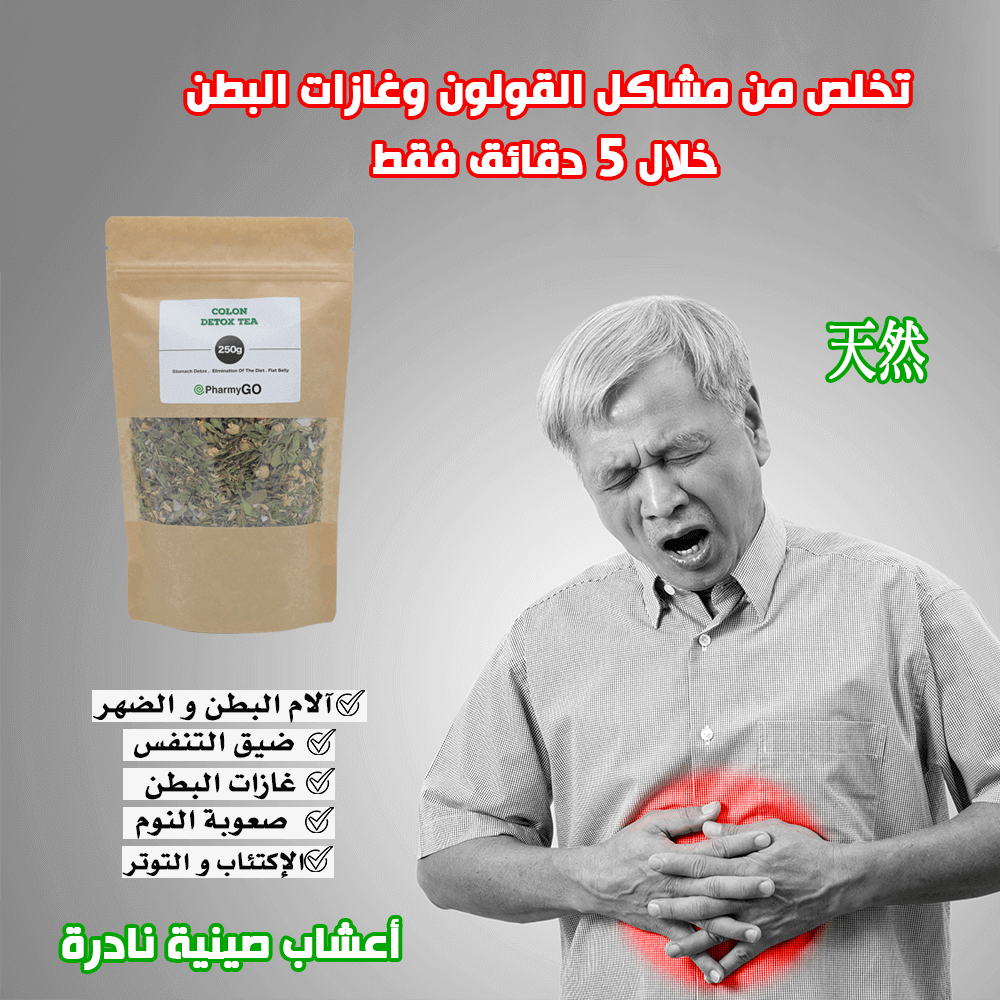 تخلص من مشاكل القولون وغازات البطن
خلال 5 دقائق فقط
COLON
DETOX TEA
250g
Stomach Detox . Elimination Of The Diet . Flat Belly
PharmyGO
天然
آلام البطن و الضهر
ضيق التنفس
غازات البطن
صعوبة النوم
الإكتئاب و التوتر
أعشاب صينية نادرة